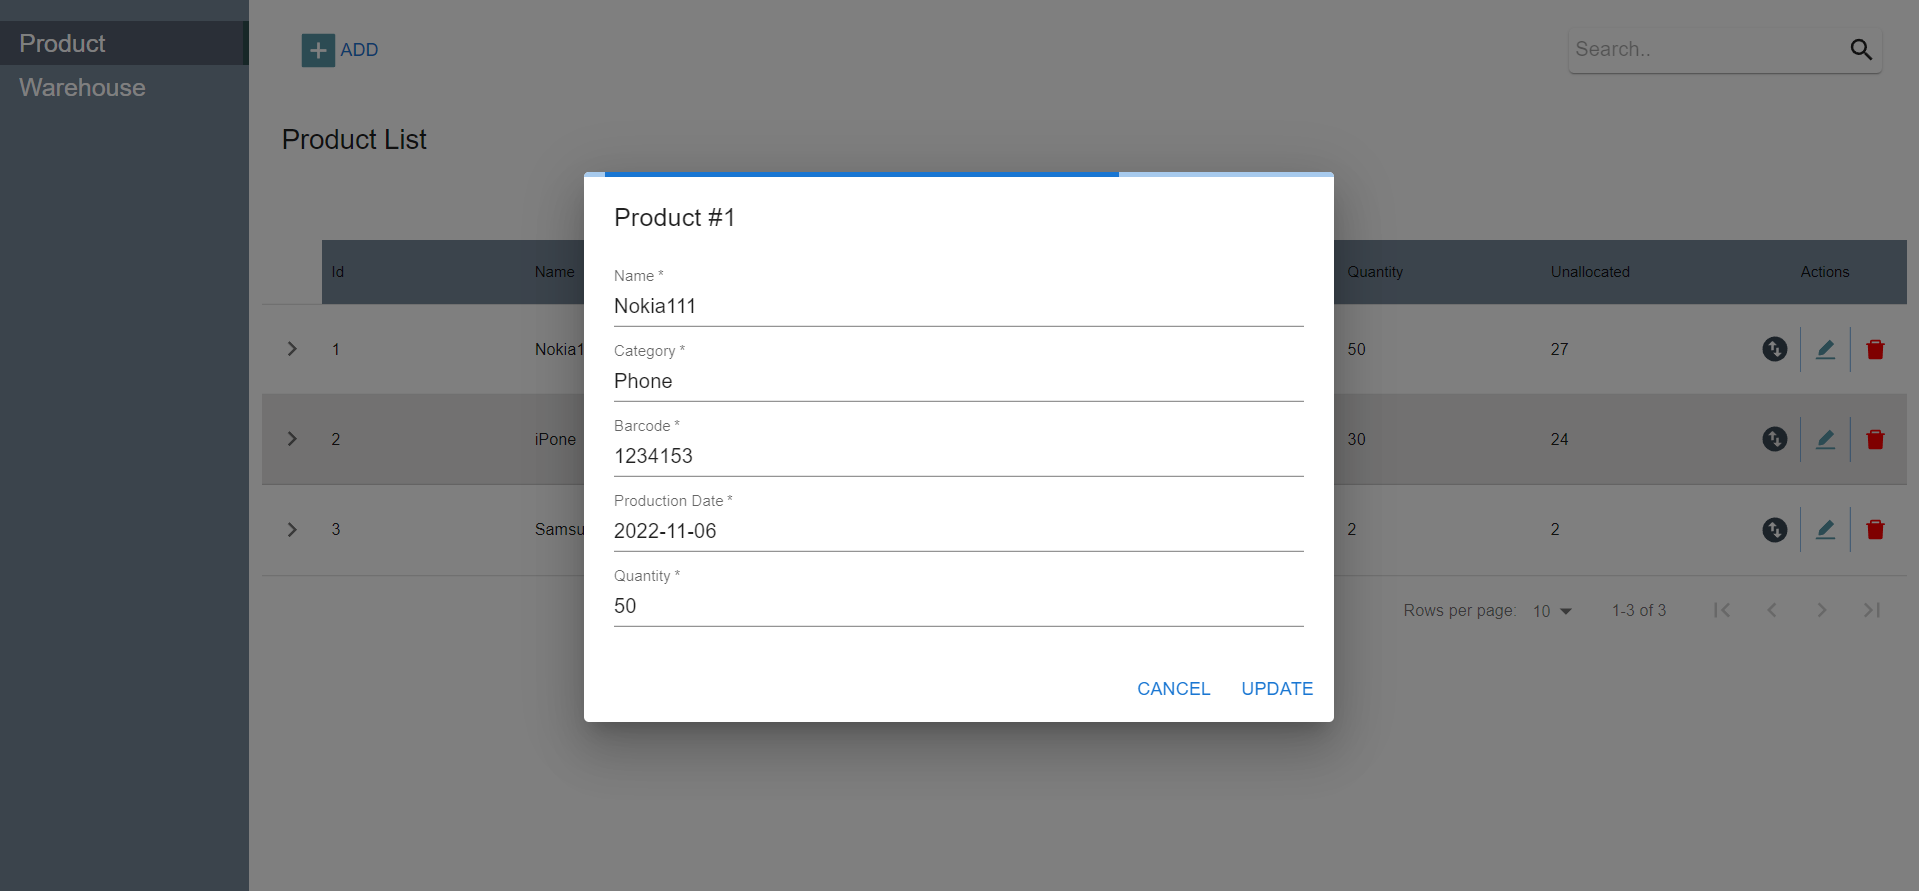 Product
Warehouse
ADD
Search..
Product List
Id Name Quantity Unallocated Actions
1 Nokia1 50 27
2 iPone 30 24
3 Samsu 2 2
Rows per page: 10 1-3 of 3
Product #1
Name *
Nokia111
Category *
Phone
Barcode *
1234153
Production Date *
2022-11-06
Quantity *
50
CANCEL UPDATE